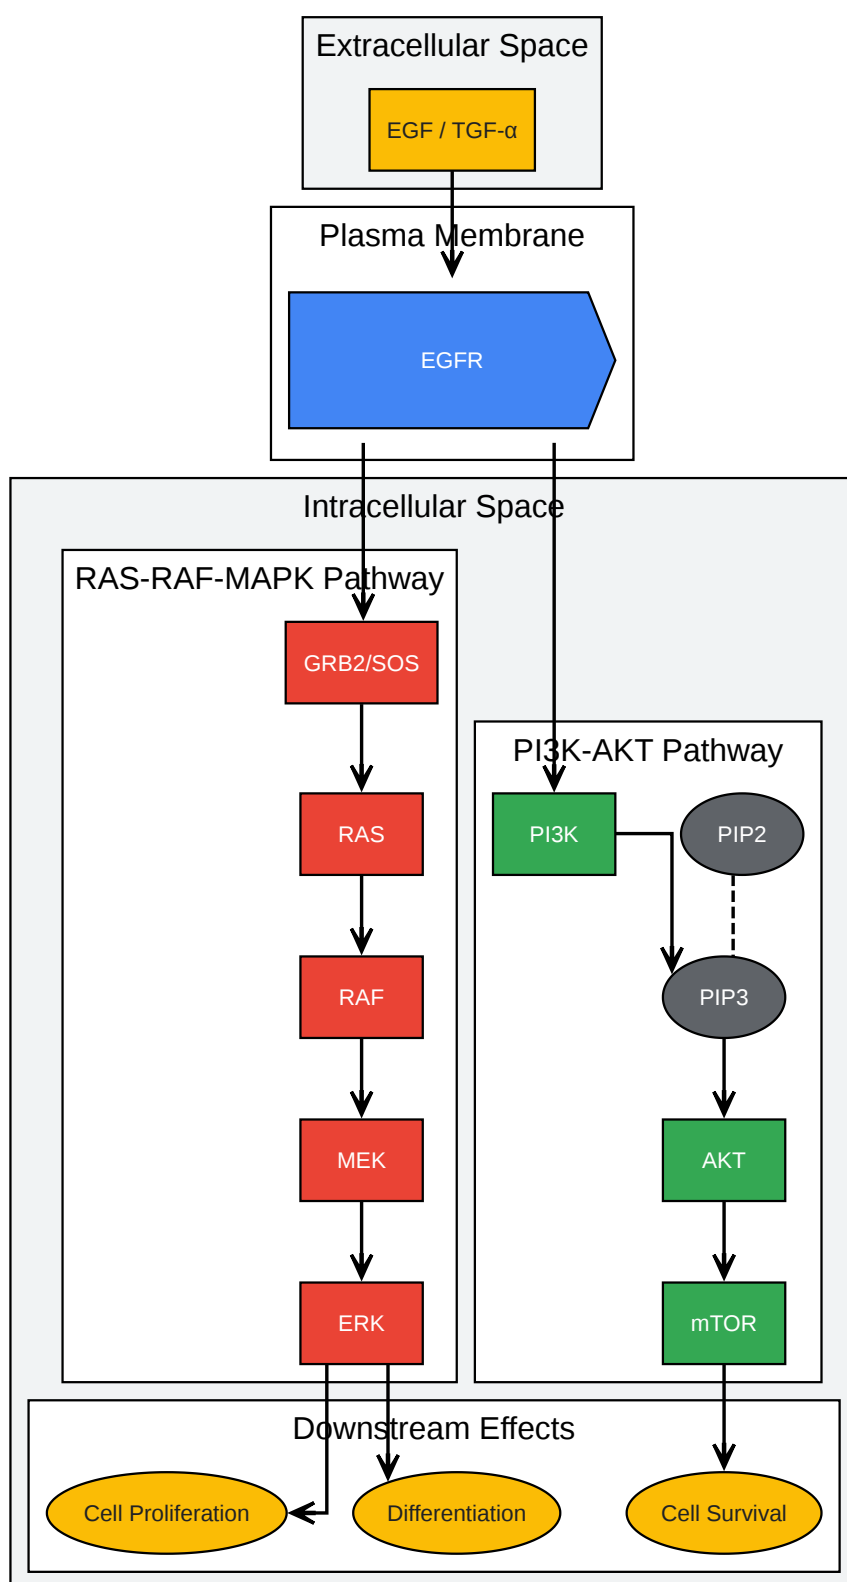 Extracellular Space
EGF / TGF-α
Plasma Membrane
EGFR
Intracellular Space
RAS-RAF-MAPK Pathway
GRB2/SOS
RAS
RAF
MEK
ERK
PI3K-AKT Pathway
PI3K
PIP2
PIP3
AKT
mTOR
Downstream Effects
Cell Proliferation
Differentiation
Cell Survival